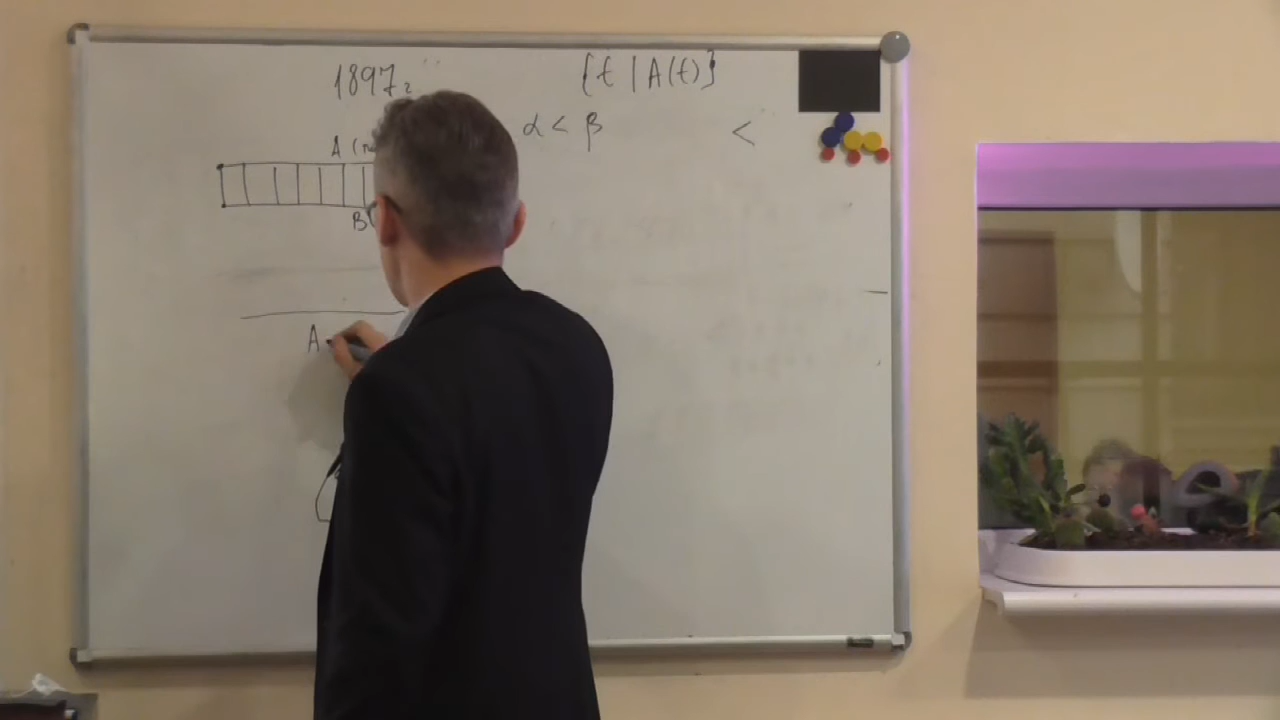 1897г. {t | A(t)}
α < β <
A (
B(
A